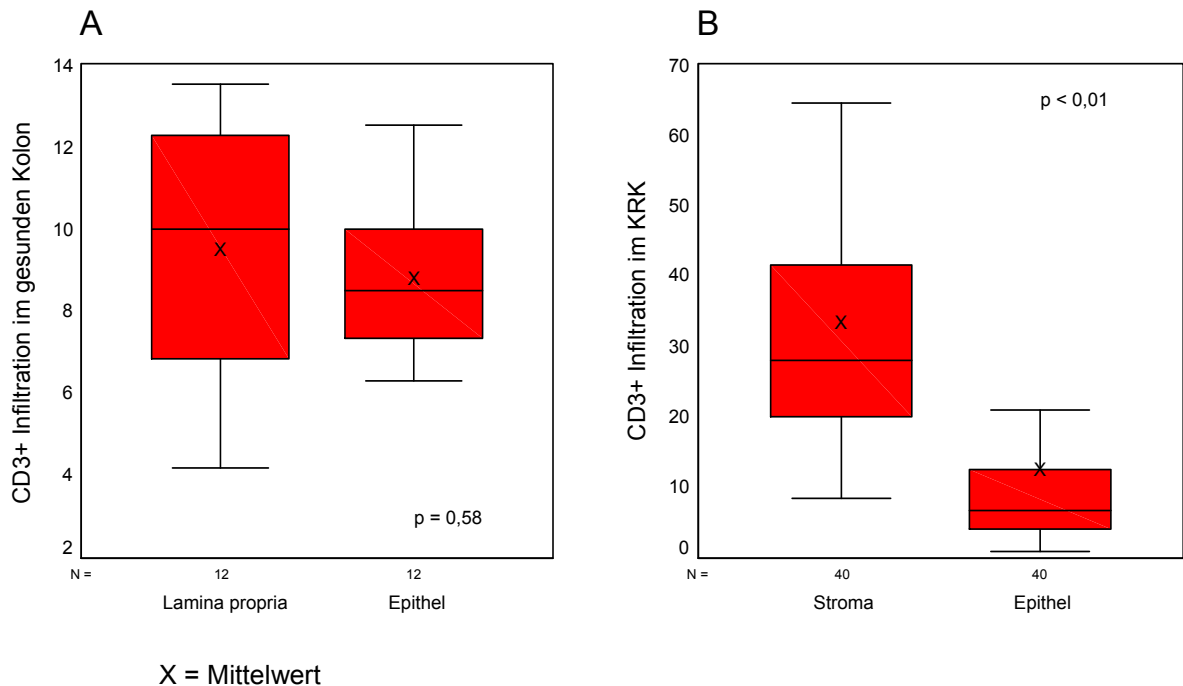 A
CD3+ Infiltration im gesunden Kolon
14
12
10
8
6
4
2
X
X
p = 0,58
N =
12
12
Lamina propria
Epithel
B
CD3+ Infiltration im KRK
70
60
50
40
30
20
10
0
p < 0,01
X
X
N =
40
40
Stroma
Epithel
X = Mittelwert